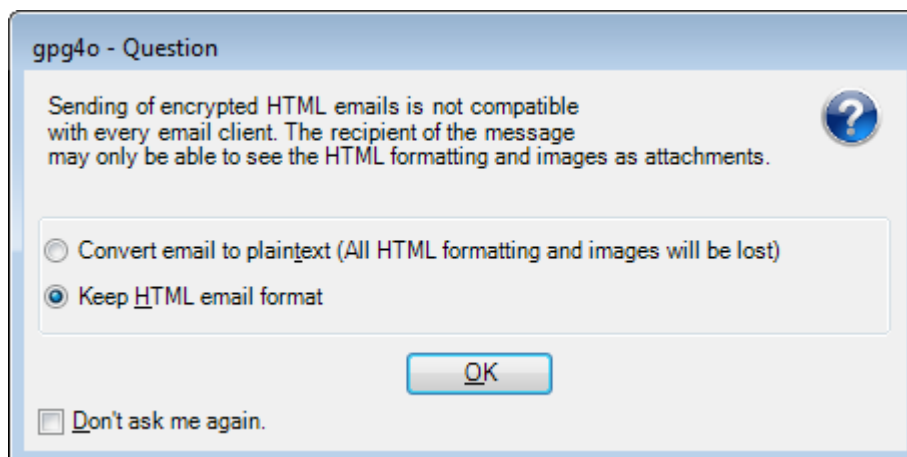 gpg4o - Question
Sending of encrypted HTML emails is not compatible
with every email client. The recipient of the message
may only be able to see the HTML formatting and images as attachments.
Convert email to plaintext (All HTML formatting and images will be lost)
Keep HTML email format
OK
Don't ask me again.